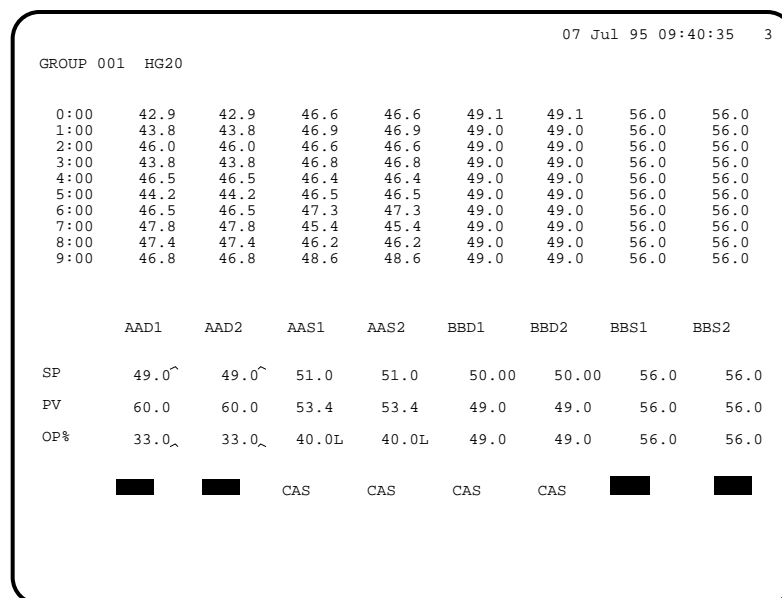 07 Jul 95 09:40:35 3
GROUP 001 HG20
0:00 42.9 42.9 46.6 46.6 49.1 49.1 56.0 56.0
1:00 43.8 43.8 46.9 46.9 49.0 49.0 56.0 56.0
2:00 46.0 46.0 46.6 46.6 49.0 49.0 56.0 56.0
3:00 43.8 43.8 46.8 46.8 49.0 49.0 56.0 56.0
4:00 46.5 46.5 46.4 46.4 49.0 49.0 56.0 56.0
5:00 44.2 44.2 46.5 46.5 49.0 49.0 56.0 56.0
6:00 46.5 46.5 47.3 47.3 49.0 49.0 56.0 56.0
7:00 47.8 47.8 45.4 45.4 49.0 49.0 56.0 56.0
8:00 47.4 47.4 46.2 46.2 49.0 49.0 56.0 56.0
9:00 46.8 46.8 48.6 48.6 49.0 49.0 56.0 56.0
AAD1 AAD2 AAS1 AAS2 BBD1 BBD2 BBS1 BBS2
SP 49.0^ 49.0^ 51.0 51.0 50.00 50.00 56.0 56.0
PV 60.0 60.0 53.4 53.4 49.0 49.0 56.0 56.0
OP% 33.0^ 33.0^ 40.0L 40.0L 49.0 49.0 56.0 56.0
CAS CAS CAS CAS